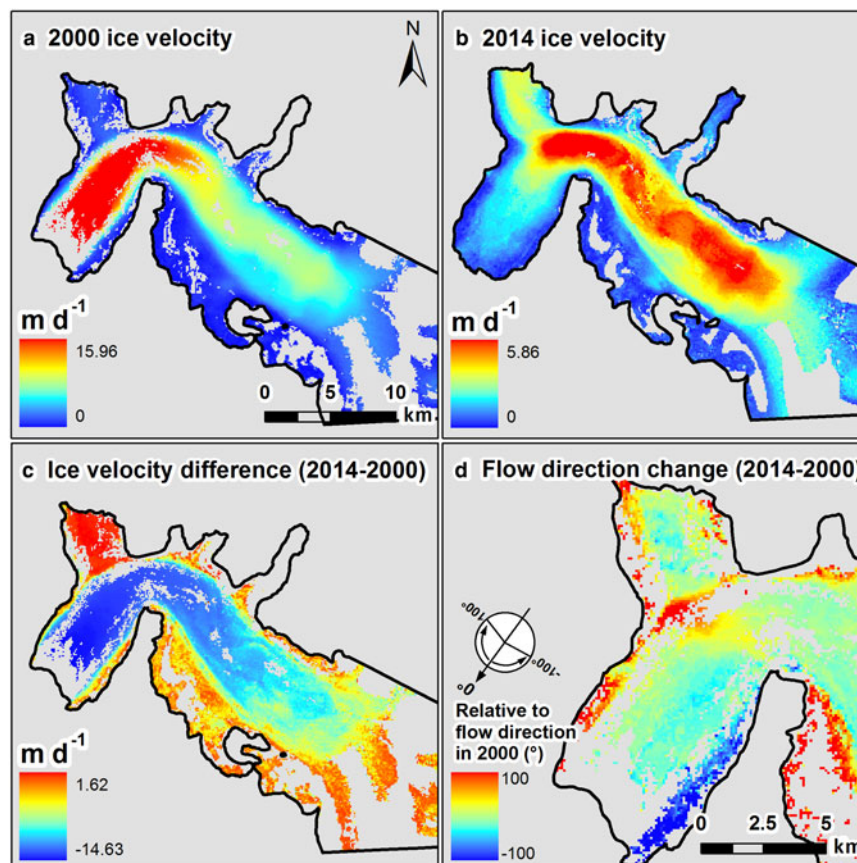 a 2000 ice velocity
N
m d⁻¹
15.96
0
0 5 10
km
b 2014 ice velocity
m d⁻¹
5.86
0
c Ice velocity difference (2014-2000)
m d⁻¹
1.62
-14.63
d Flow direction change (2014-2000)
100°
-100°
0°
Relative to
flow direction
in 2000 (°)
100
-100
0 2.5 5
km